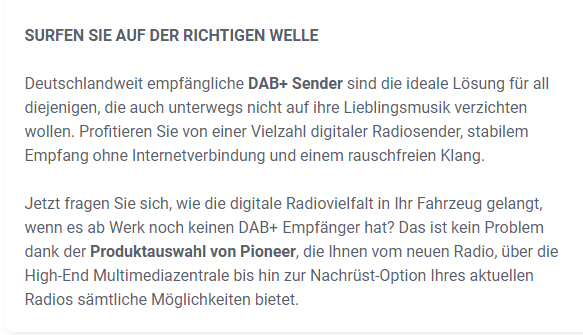 SURFEN SIE AUF DER RICHTIGEN WELLE
Deutschlandweit empfängliche DAB+ Sender sind die ideale Lösung für all
diejenigen, die auch unterwegs nicht auf ihre Lieblingsmusik verzichten
wollen. Profitieren Sie von einer Vielzahl digitaler Radiosender, stabilem
Empfang ohne Internetverbindung und einem rauschfreien Klang.
Jetzt fragen Sie sich, wie die digitale Radiovielfalt in Ihr Fahrzeug gelangt,
wenn es ab Werk noch keinen DAB+ Empfänger hat? Das ist kein Problem
dank der Produktauswahl von Pioneer, die Ihnen vom neuen Radio, über die
High-End Multimediazentrale bis hin zur Nachrüst-Option Ihres aktuellen
Radios sämtliche Möglichkeiten bietet.